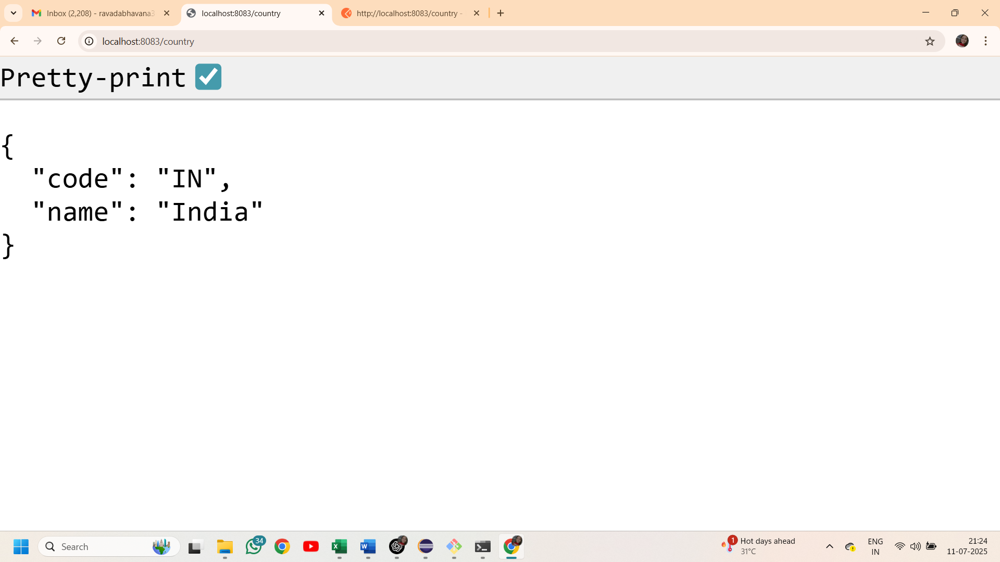 Inbox (2,208) - ravadabhavana3
localhost:8083/country
http://localhost:8083/country -
localhost:8083/country
Pretty-print
{
  "code": "IN",
  "name": "India"
}
Search
34
1
Hot days ahead
31°C
ENG
IN
21:24
11-07-2025